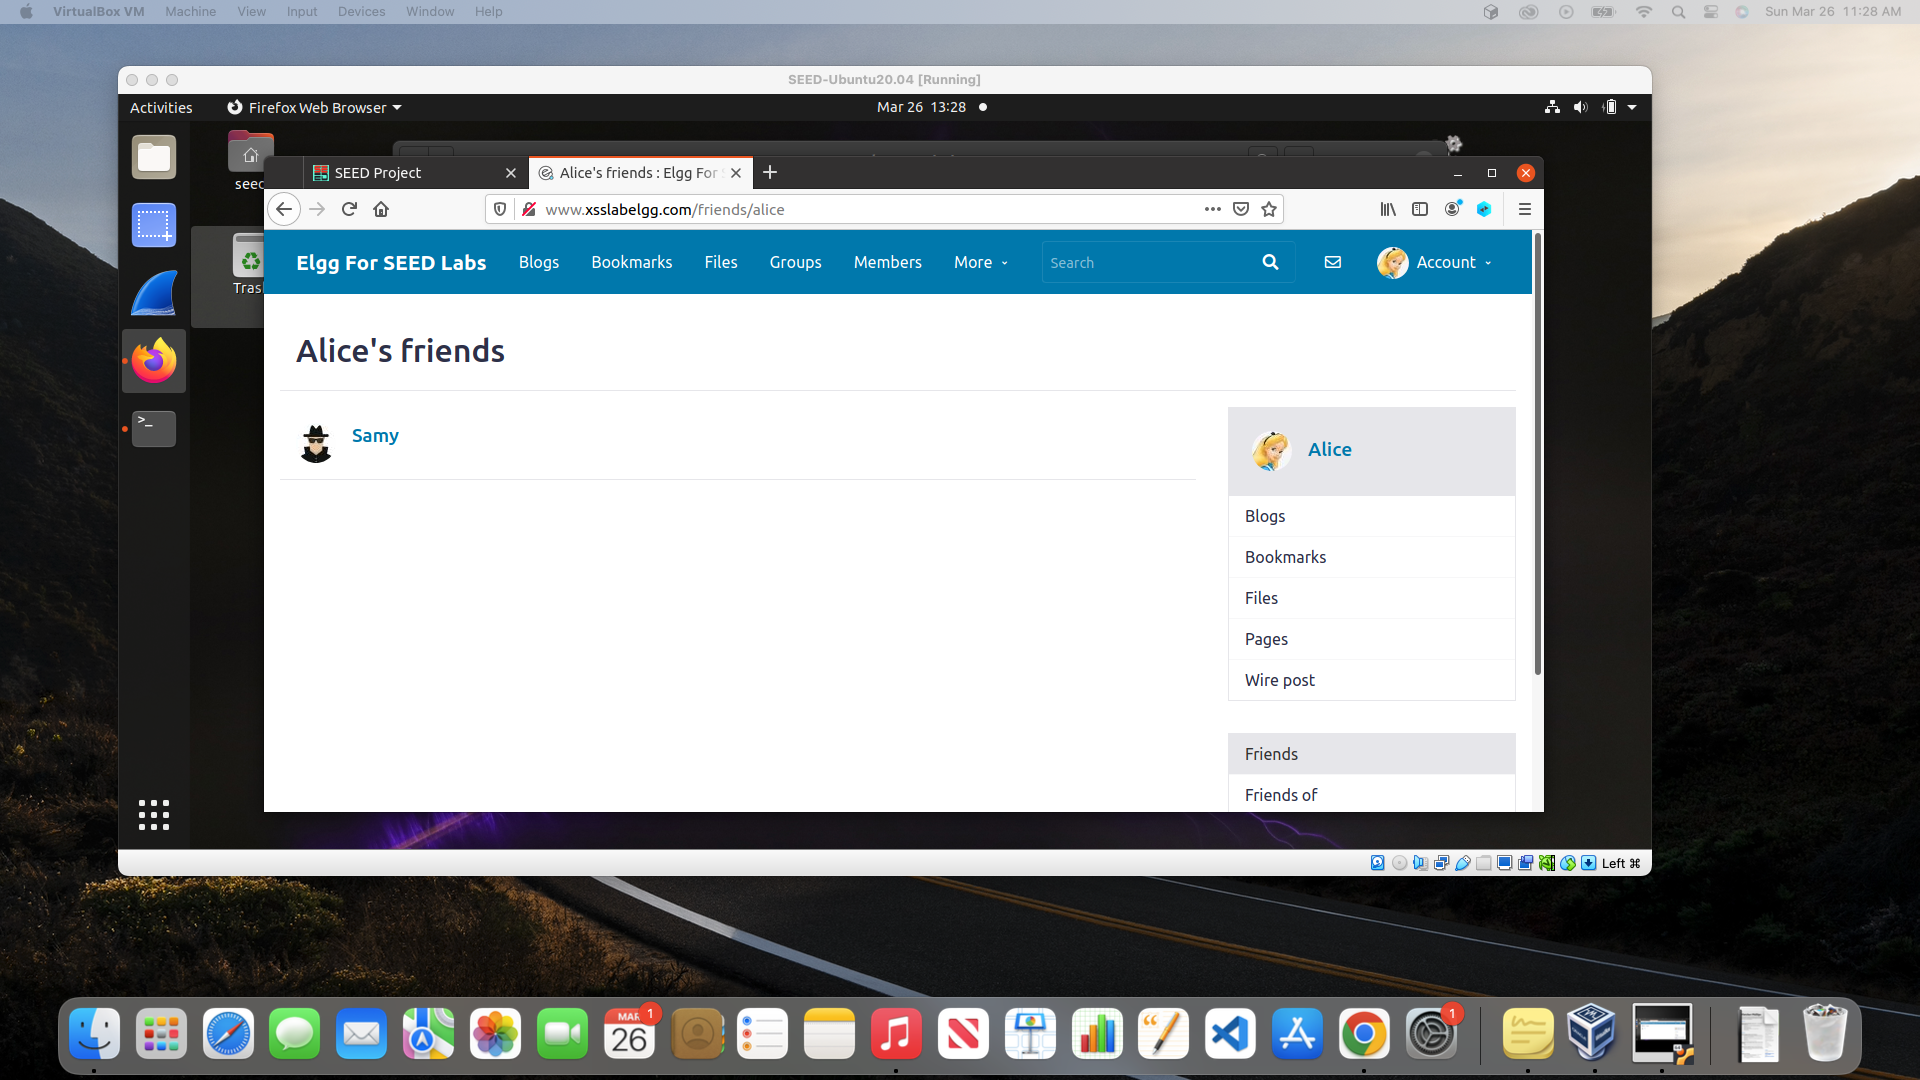 VirtualBox VM Machine View Input Devices Window Help Sun Mar 26 11:28 AM
SEED-Ubuntu20.04 [Running]
Activities Firefox Web Browser Mar 26 13:28
seed
SEED Project Alice's friends : Elgg For
www.xsslabelgg.com/friends/alice
Elgg For SEED Labs Blogs Bookmarks Files Groups Members More Search Account
Trash
Alice's friends
Samy
Alice
Blogs
Bookmarks
Files
Pages
Wire post
Friends
Friends of
Left ⌘
MAR
26
1
1